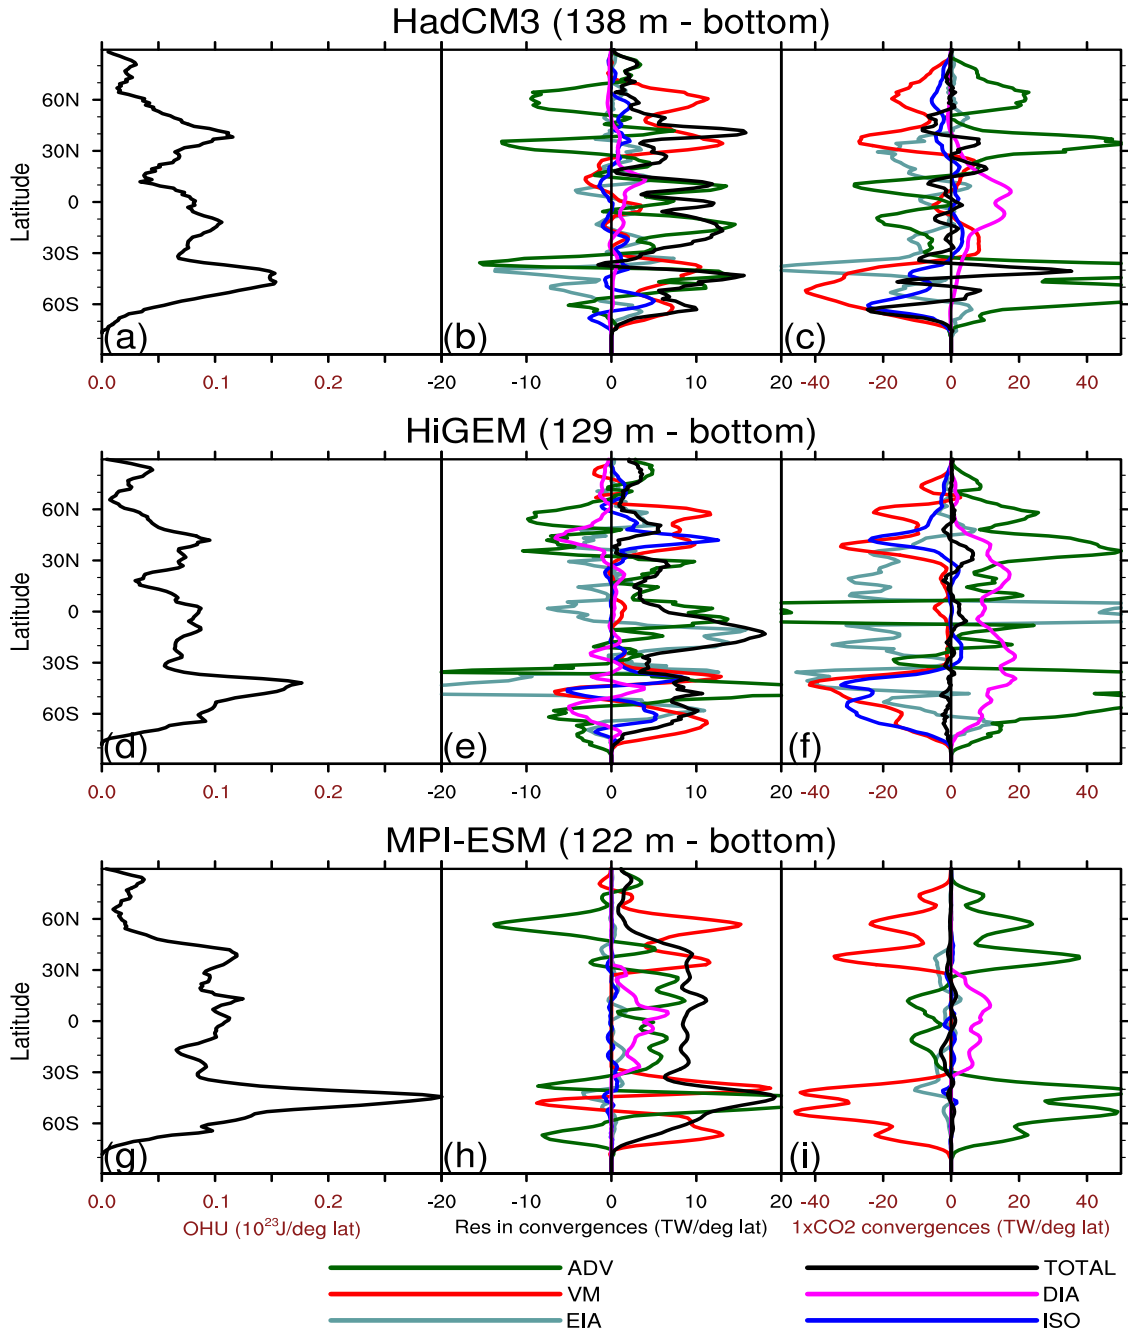 HadCM3 (138 m - bottom)
Latitude
60N
30N
0
30S
60S
(a) (b) (c)
0.0 0.1 0.2 -20 -10 0 10 20 -40 -20 0 20 40
HiGEM (129 m - bottom)
Latitude
60N
30N
0
30S
60S
(d) (e) (f)
0.0 0.1 0.2 -20 -10 0 10 20 -40 -20 0 20 40
MPI-ESM (122 m - bottom)
Latitude
60N
30N
0
30S
60S
(g) (h) (i)
0.0 0.1 0.2 -20 -10 0 10 20 -40 -20 0 20 40
OHU (10²³J/deg lat) Res in convergences (TW/deg lat) 1xCO2 convergences (TW/deg lat)
ADV TOTAL
VM DIA
EIA ISO